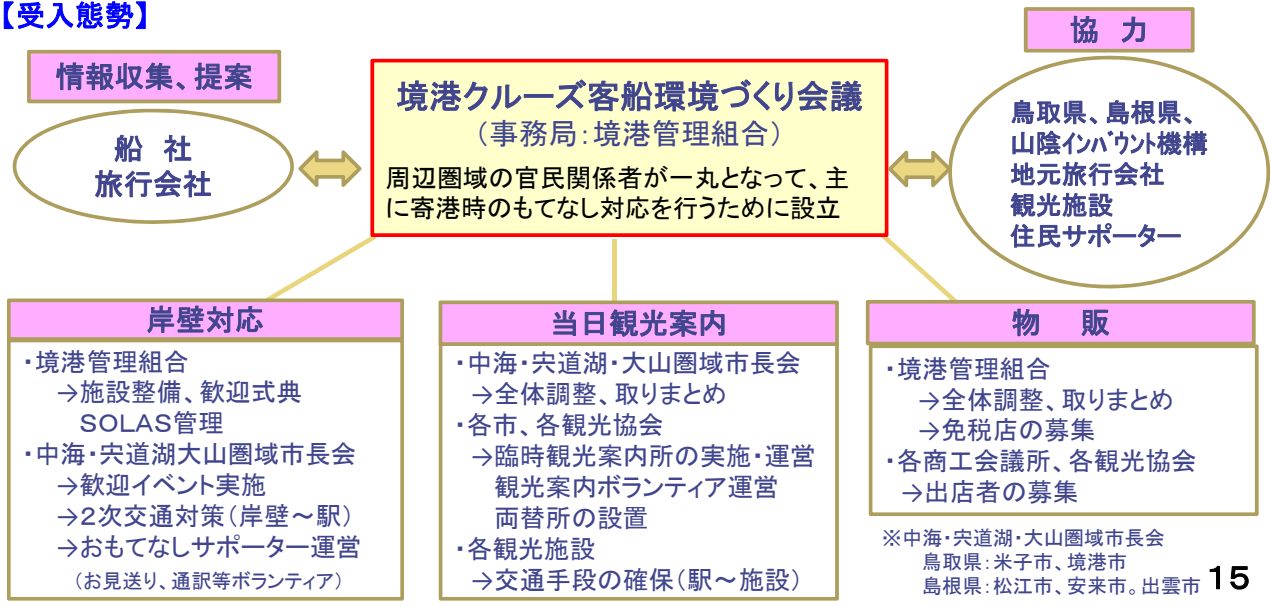 【受入態勢】
情報収集、提案
船 社
旅行会社
境港クルーズ客船環境づくり会議
（事務局：境港管理組合）
周辺圏域の官民関係者が一丸となって、主
に寄港時のもてなし対応を行うために設立
協 力
鳥取県、島根県、
山陰インバウント機構
地元旅行会社
観光施設
住民サポーター
岸壁対応
・境港管理組合
→施設整備、歓迎式典
ＳＯＬＡＳ管理
・中海・宍道湖大山圏域市長会
→歓迎イベント実施
→２次交通対策（岸壁～駅）
→おもてなしサポーター運営
（お見送り、通訳等ボランティア）
当日観光案内
・中海・宍道湖・大山圏域市長会
→全体調整、取りまとめ
・各市、各観光協会
→臨時観光案内所の実施・運営
観光案内ボランティア運営
両替所の設置
・各観光施設
→交通手段の確保（駅～施設）
物 販
・境港管理組合
→全体調整、取りまとめ
→免税店の募集
・各商工会議所、各観光協会
→出店者の募集
※中海・宍道湖・大山圏域市長会
鳥取県：米子市、境港市
島根県：松江市、安来市。出雲市
15